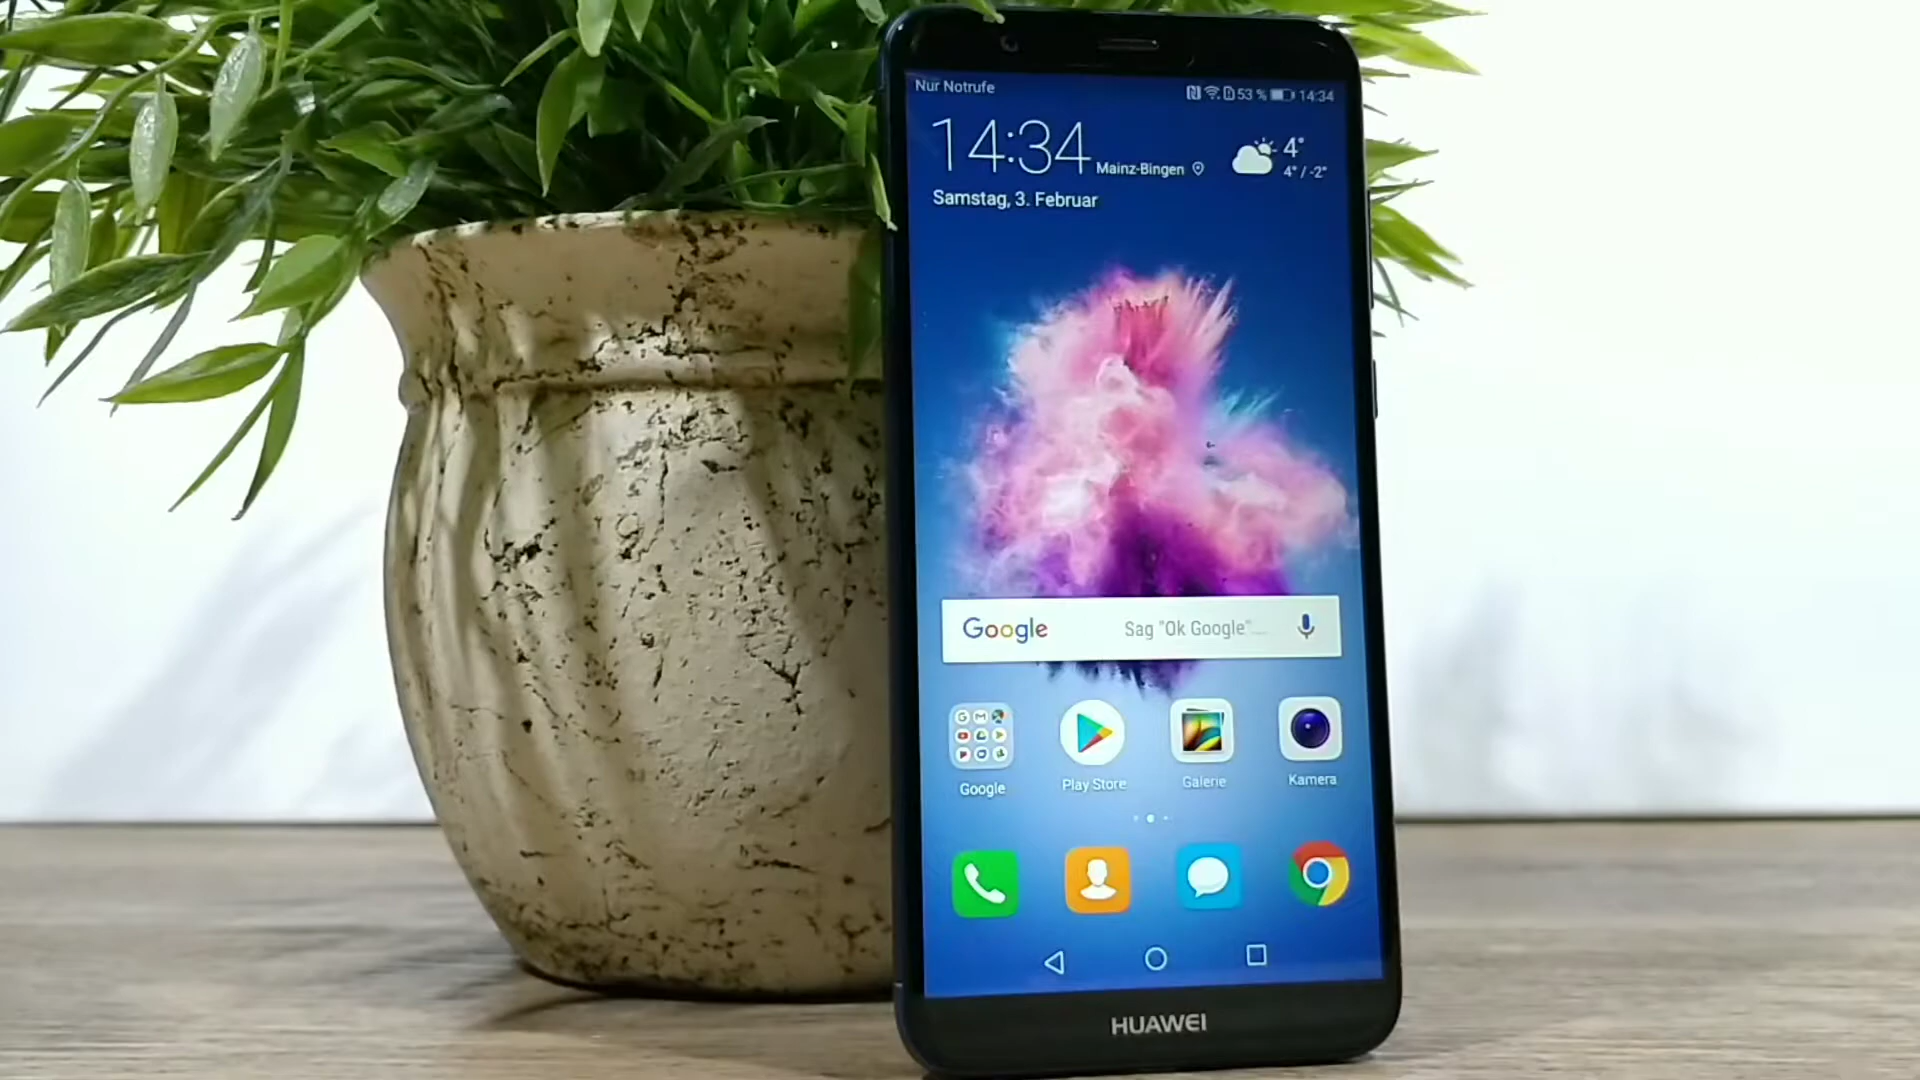 Nur Notrufe
53 % 14:34
14:34 Mainz-Bingen 4°
4° / -2°
Samstag, 3. Februar
Google Sag "Ok Google"...
Google Play Store Galerie Kamera
HUAWEI